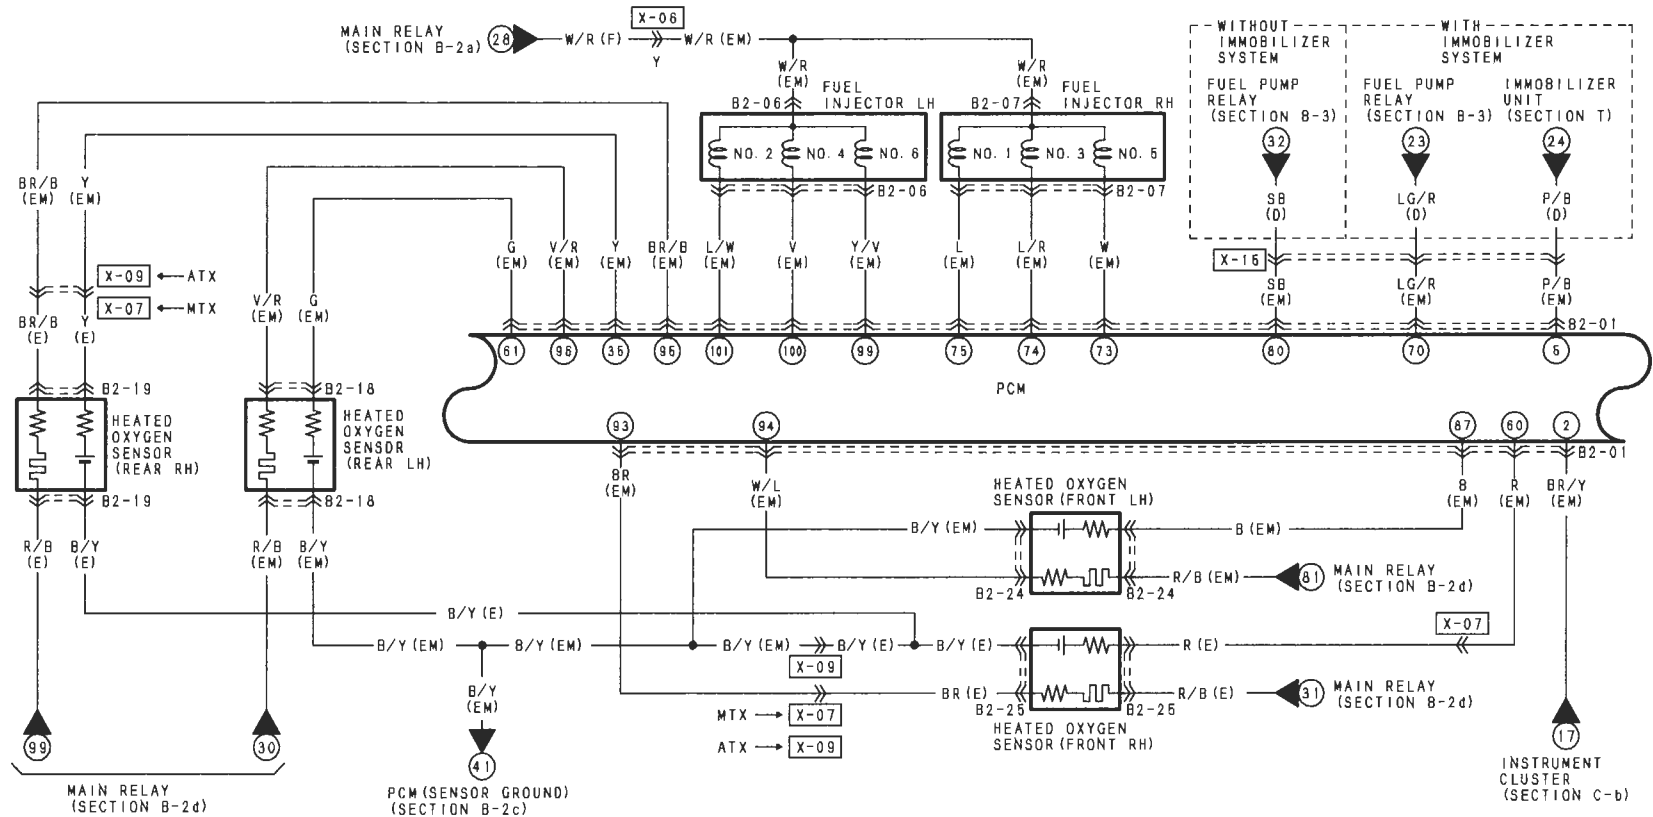 MAIN RELAY
(SECTION B-2a)
28
W/R (F)
X-06
Y
W/R (EM)
W/R
(EM)
W/R
(EM)
B2-06
FUEL
INJECTOR LH
B2-07
FUEL
INJECTOR RH
NO. 2
NO. 4
NO. 6
NO. 1
NO. 3
NO. 5
B2-06
B2-07
WITHOUT
IMMOBILIZER
SYSTEM
WITH
IMMOBILIZER
SYSTEM
FUEL PUMP
RELAY
(SECTION B-3)
FUEL PUMP
RELAY
(SECTION B-3)
IMMOBILIZER
UNIT
(SECTION T)
32
23
24
SB
(D)
LG/R
(D)
P/B
(D)
X-15
SB
(EM)
LG/R
(EM)
P/B
(EM)
BR/B
(EM)
Y
(EM)
X-09
ATX
X-07
MTX
BR/B
(E)
Y
(E)
V/R
(EM)
G
(EM)
G
(EM)
V/R
(EM)
Y
(EM)
BR/B
(EM)
L/W
(EM)
V
(EM)
Y/V
(EM)
L
(EM)
L/R
(EM)
W
(EM)
B2-01
61
98
35
95
101
100
99
75
74
73
80
70
5
PCM
93
94
87
60
2
B2-01
B2-19
HEATED
OXYGEN
SENSOR
(REAR RH)
B2-19
B2-18
HEATED
OXYGEN
SENSOR
(REAR LH)
B2-18
BR
(EM)
W/L
(EM)
B
(EM)
R
(EM)
BR/Y
(EM)
R/B
(E)
B/Y
(E)
R/B
(EM)
B/Y
(EM)
HEATED OXYGEN
SENSOR (FRONT LH)
B/Y (EM)
B (EM)
R/B (EM)
81
MAIN RELAY
(SECTION B-2d)
B2-24
B2-24
B/Y (E)
B/Y (EM)
B/Y (EM)
B/Y (EM)
B/Y (E)
B/Y (E)
X-09
R (E)
X-07
B/Y
(EM)
BR (E)
R/B (E)
31
MAIN RELAY
(SECTION B-2d)
B2-25
B2-25
MTX
X-07
ATX
X-09
HEATED OXYGEN
SENSOR (FRONT RH)
99
30
MAIN RELAY
(SECTION B-2d)
41
PCM (SENSOR GROUND)
(SECTION B-2c)
17
INSTRUMENT
CLUSTER
(SECTION C-b)